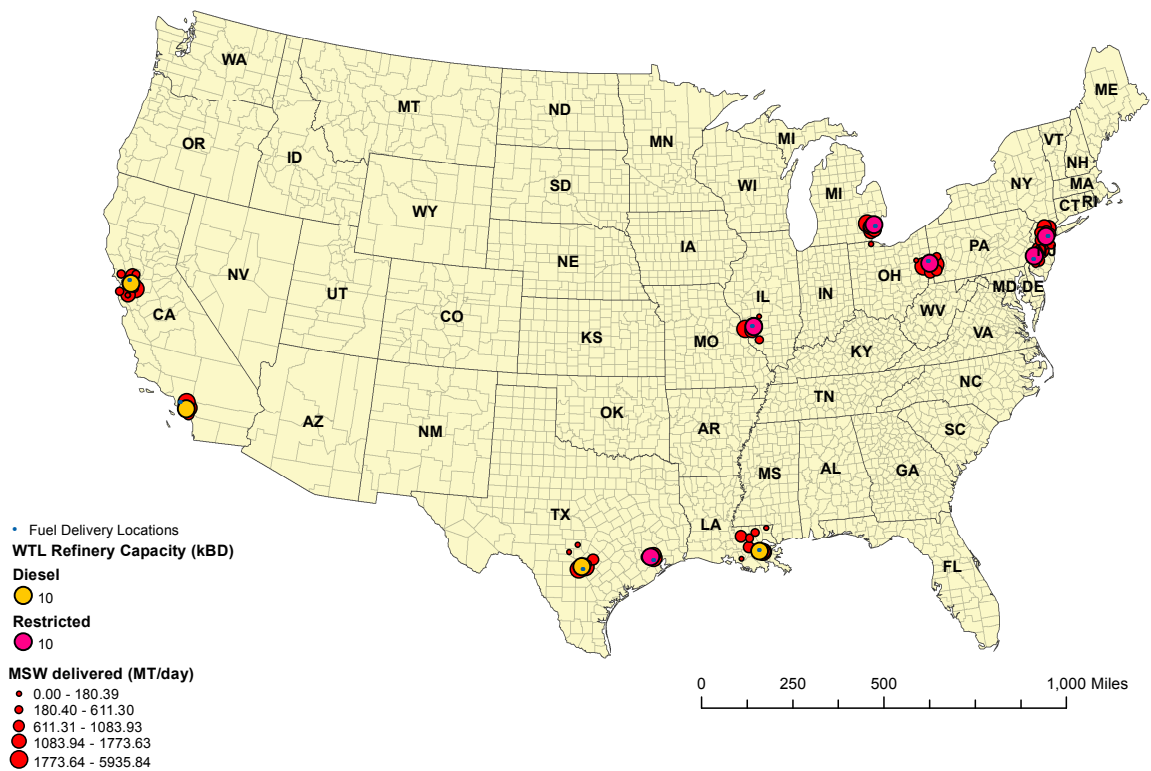 WA
ME
MT
ND
MN
VT
OR
MI
NH
ID
SD
WI
MI
NY
MA
CT
RI
WY
IA
PA
NV
NE
OH
NJ
UT
IL
IN
MD
DE
CA
CO
WV
KS
MO
VA
KY
NC
TN
OK
AZ
NM
AR
SC
MS
AL
GA
TX
LA
FL
Fuel Delivery Locations
WTL Refinery Capacity (kBD)
Diesel
10
Restricted
10
MSW delivered (MT/day)
0.00 - 180.39
180.40 - 611.30
611.31 - 1083.93
1083.94 - 1773.63
1773.64 - 5935.84
0 250 500 1,000 Miles